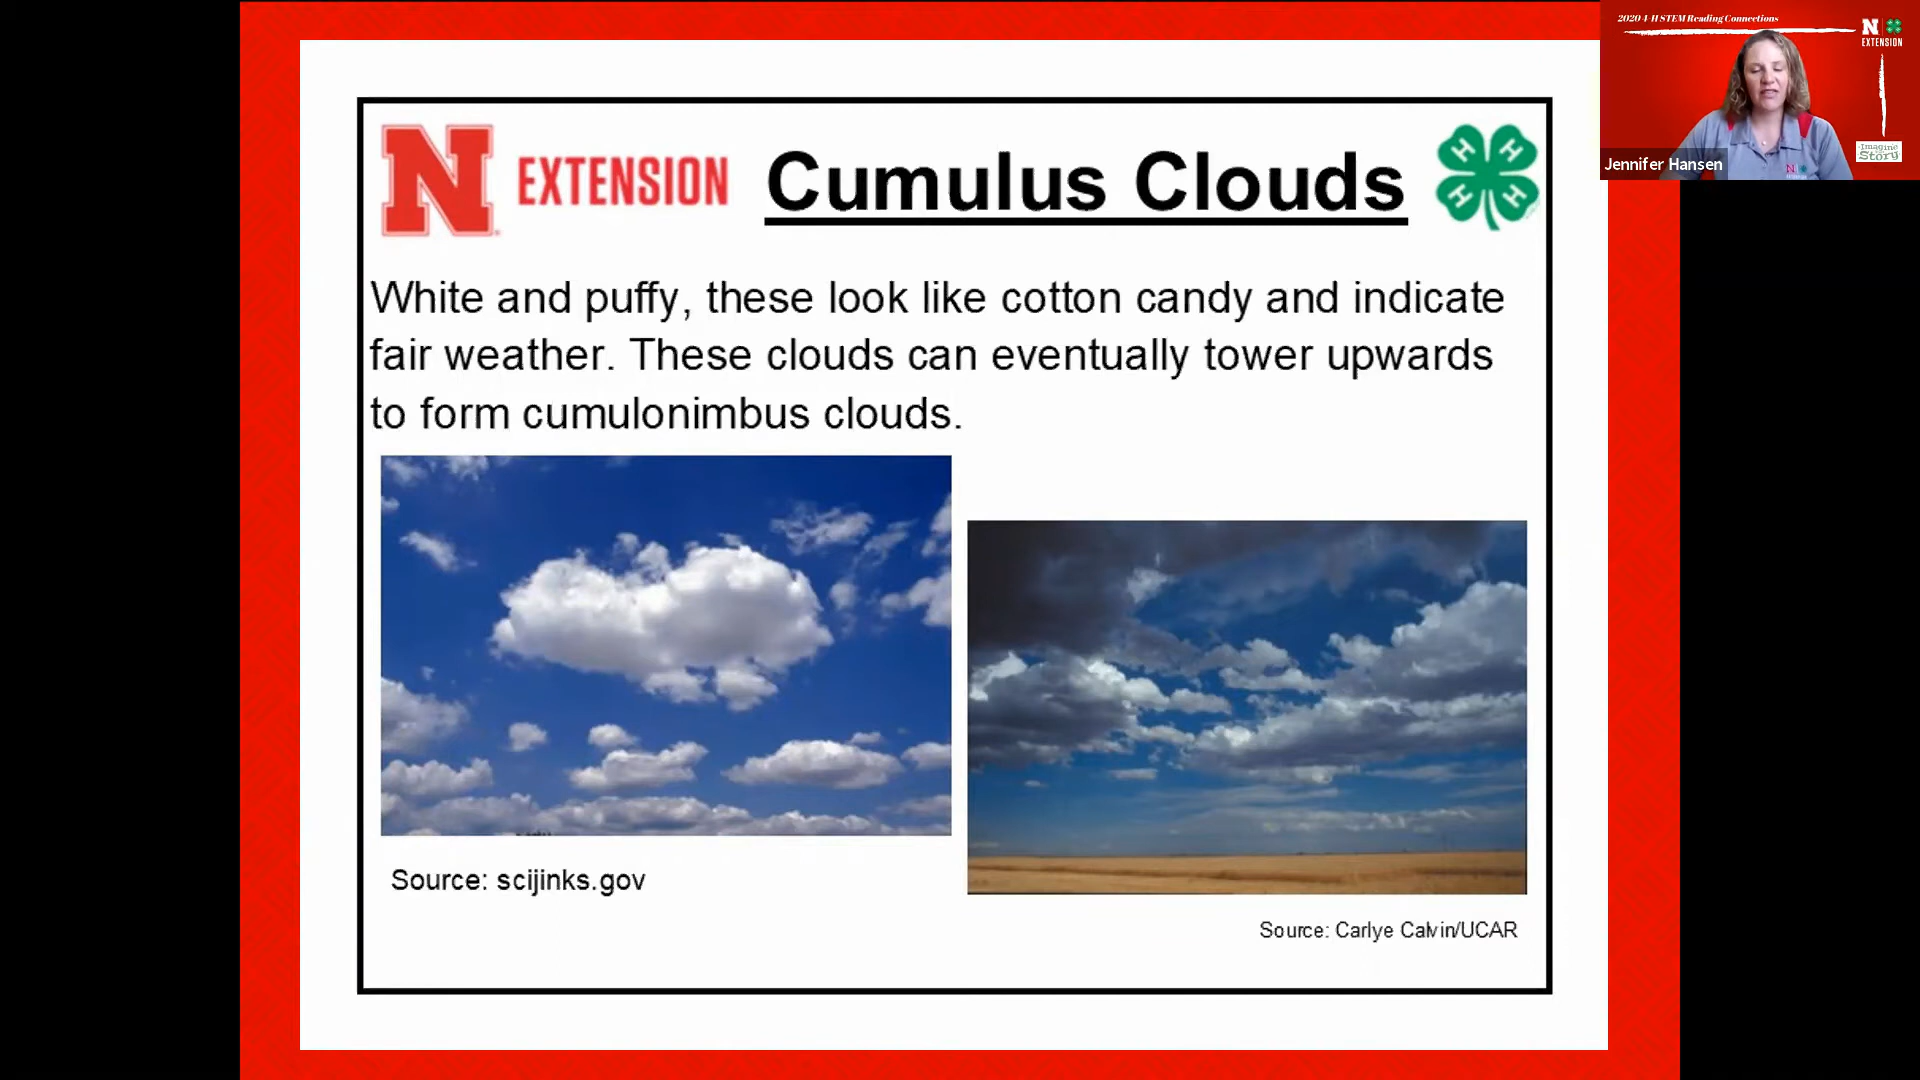 2020 4-H STEM Reading Connections
N
EXTENSION
Imagine
Story
Jennifer Hansen
N EXTENSION
Cumulus Clouds
H H
H H
White and puffy, these look like cotton candy and indicate
fair weather. These clouds can eventually tower upwards
to form cumulonimbus clouds.
Source: scijinks.gov
Source: Carlye Calvin/UCAR